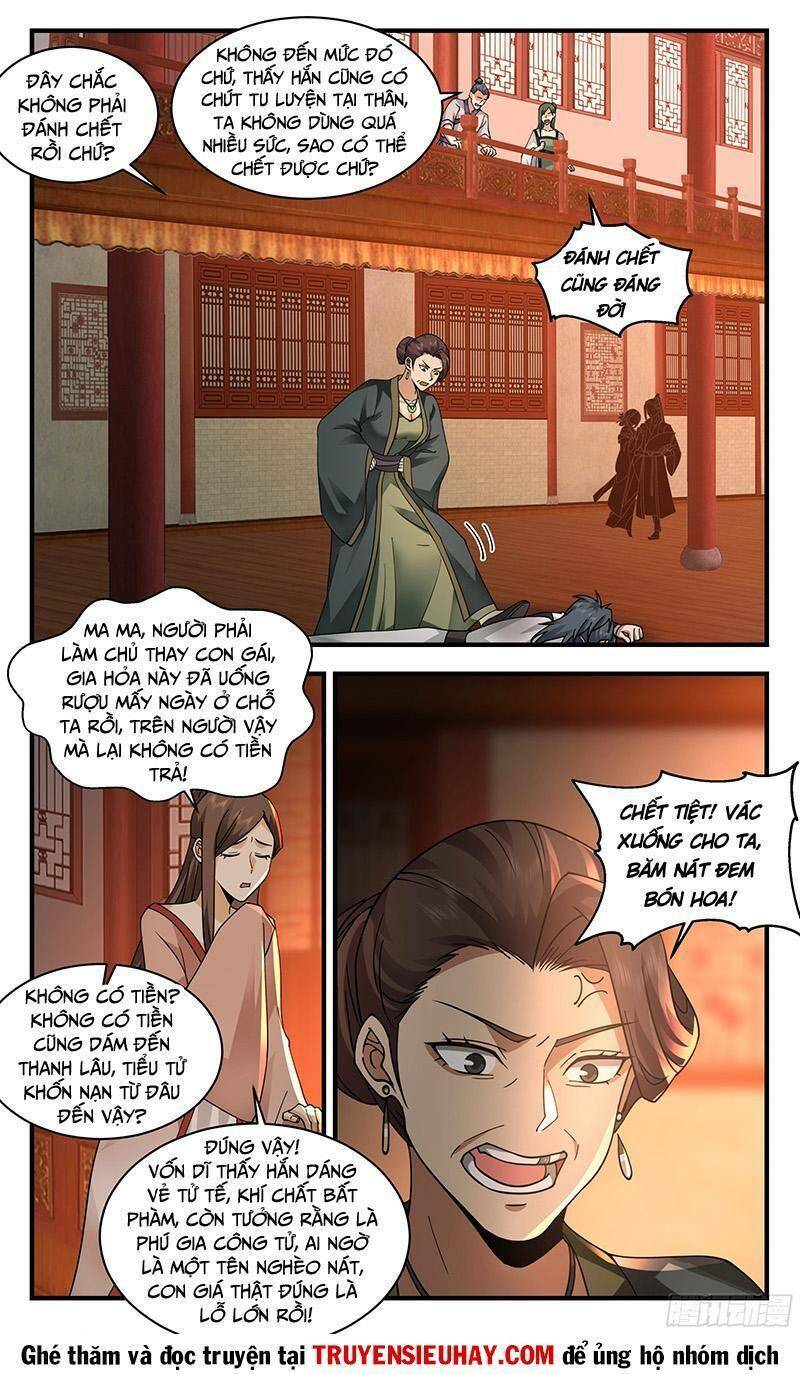 ĐÂY CHẮC
KHÔNG PHẢI
ĐÁNH CHẾT
RỒI CHỨ?
KHÔNG ĐẾN MỨC ĐÓ
CHỨ, THẤY HẮN CŨNG CÓ
CHỨT TU LUYỆN TẠI THÂN,
TA KHÔNG DÙNG QUÁ
NHIỀU SỨC, SAO CÓ THỂ
CHẾT ĐƯỢC CHỨ?
ĐÁNH CHẾT
CŨNG ĐÁNG
ĐỜI
MA MA, NGƯỜI PHẢI
LÀM CHỦ THAY CON GÁI,
GIA HỎA NÀY ĐÃ UỐNG
RƯỢU MẤY NGÀY Ở CHỖ
TA RỒI, TRÊN NGƯỜI VẬY
MÀ LẠI KHÔNG CÓ TIỀN
TRẢ!
CHẾT TIỆT! VÁC
XUỐNG CHO TA,
BĂM NÁT ĐEM
BÓN HOA!
KHÔNG CÓ TIỀN?
KHÔNG CÓ TIỀN
CŨNG DÁM ĐẾN
THANH LÂU, TIỂU TỬ
KHỐN NẠN TỪ ĐÂU
ĐẾN VẬY?
ĐÚNG VẬY!
VỐN DĨ THẤY HẮN DÁNG
VẺ TỬ TẾ, KHÍ CHẤT BẤT
PHÀM, CÒN TƯỞNG RẰNG LÀ
PHÚ GIA CÔNG TỬ, AI NGỜ
LÀ MỘT TÊN NGHÈO NÁT,
CON GIÁ THẬT ĐÚNG LÀ
LỖ LỚN RỒI!
腾讯动漫
Ghé thăm và đọc truyện tại TRUYENSIEUHAY.COM để ủng hộ nhóm dịch